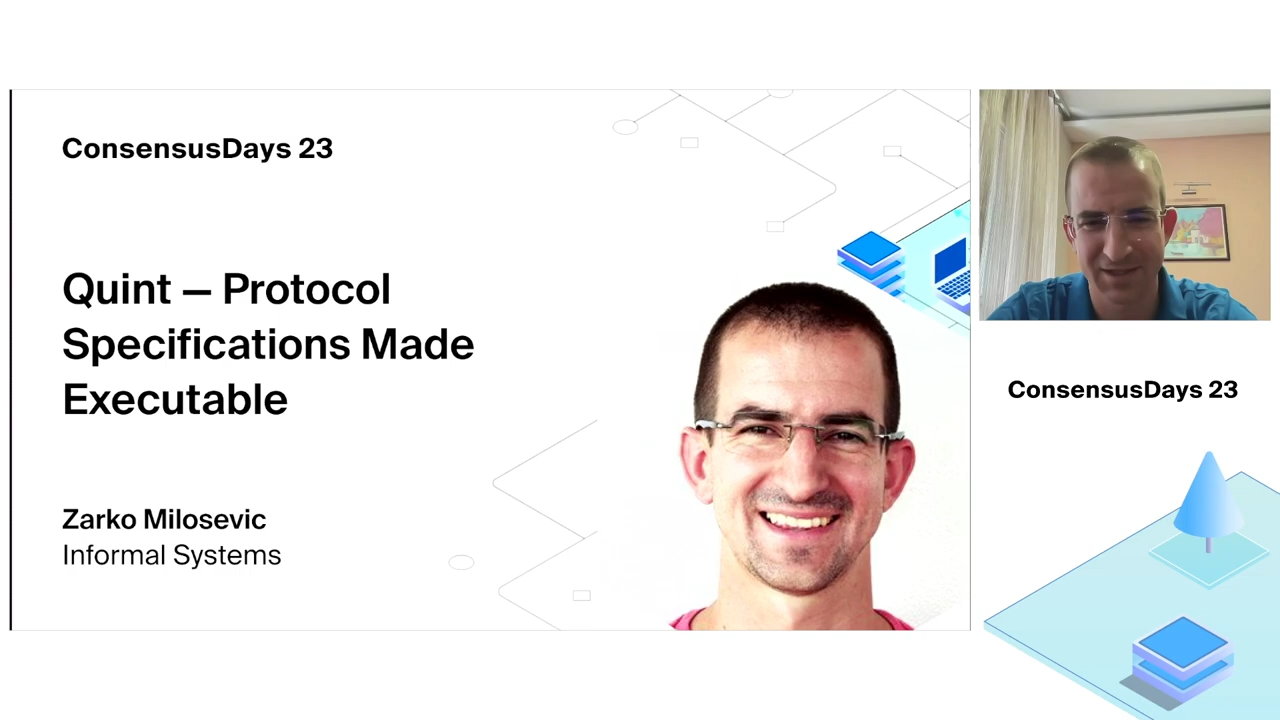 ConsensusDays 23
Quint — Protocol
Specifications Made
Executable
Zarko Milosevic
Informal Systems
ConsensusDays 23